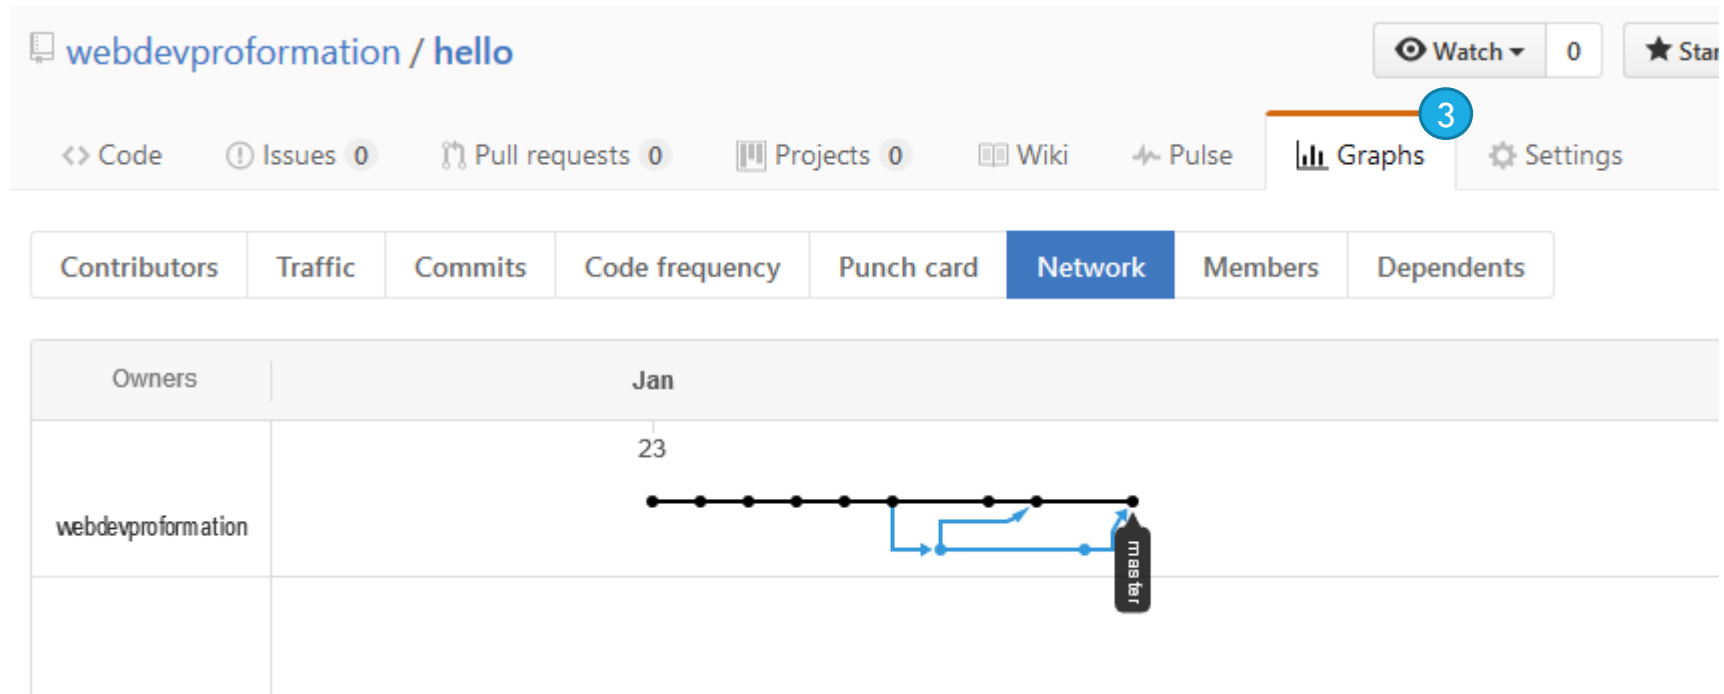 webdevproformation / hello
Watch 0 Star
3
Code Issues 0 Pull requests 0 Projects 0 Wiki Pulse Graphs Settings
Contributors Traffic Commits Code frequency Punch card Network Members Dependents
Owners Jan
23
webdevproformation
master